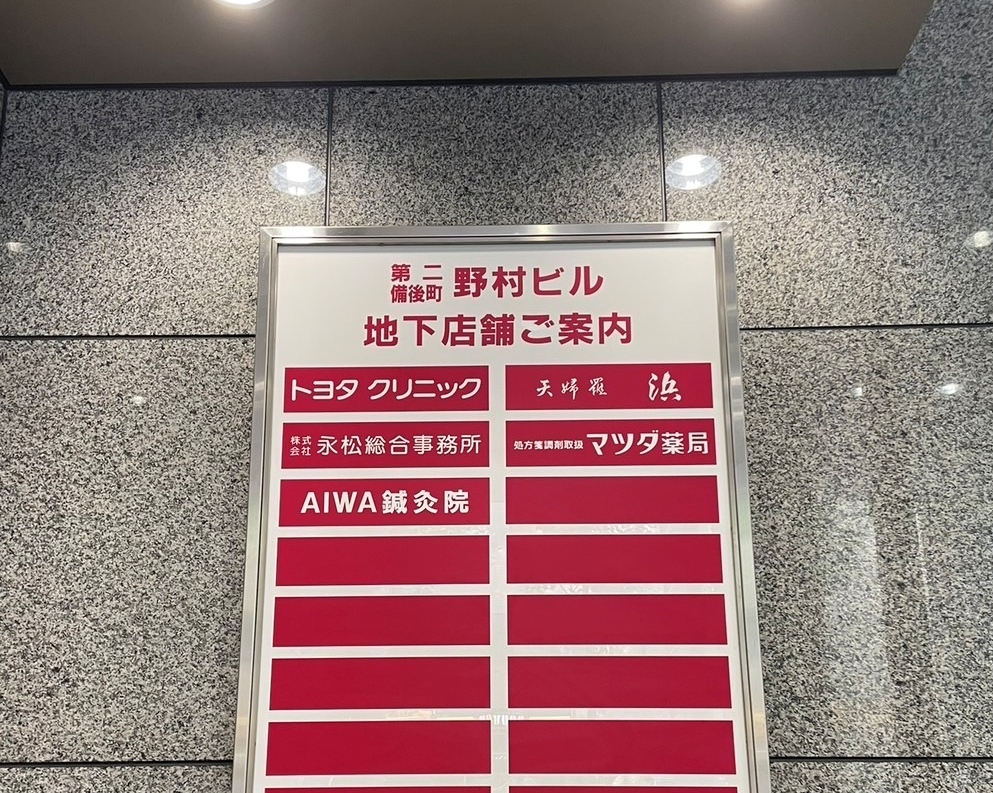 第二備後町 野村ビル
地下店舗ご案内
トヨタ クリニック
天婦羅 浜
株式会社 永松総合事務所
処方箋調剤取扱 マツダ薬局
AIWA鍼灸院